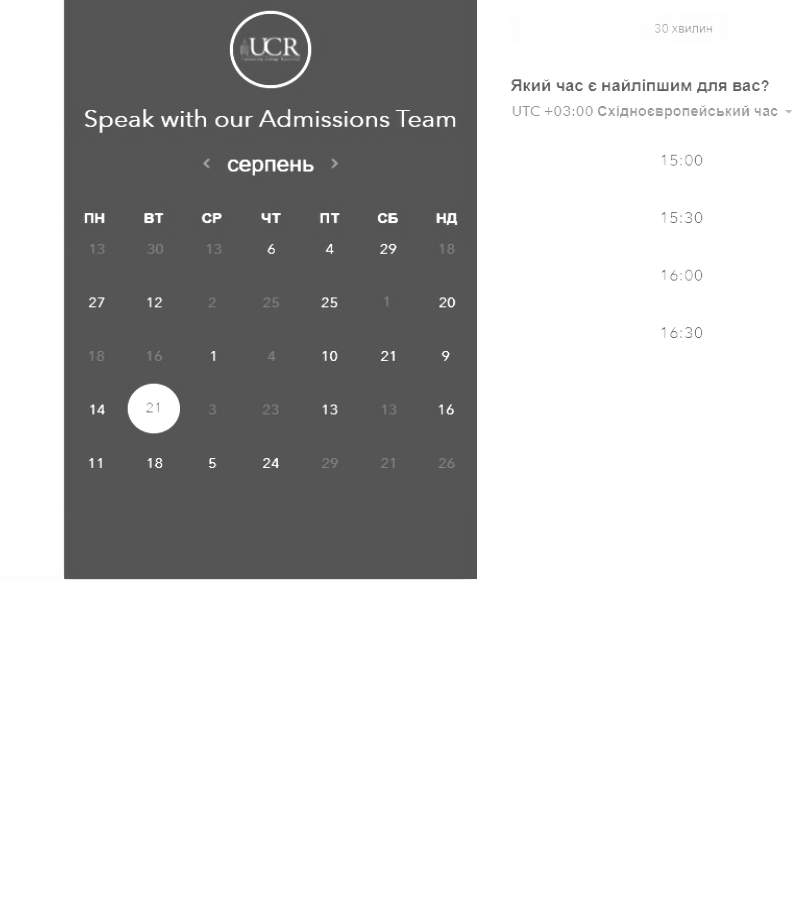 UCR
Speak with our Admissions Team
серпень
ПН ВТ СР ЧТ ПТ СБ НД
13 30 13 6 4 29 18
27 12 2 25 25 1 20
18 16 1 4 10 21 9
14 21 3 23 13 13 16
11 18 5 24 29 21 26
30 хвилин
Який час є найліпшим для вас?
UTC +03:00 Східноєвропейський час
15:00
15:30
16:00
16:30